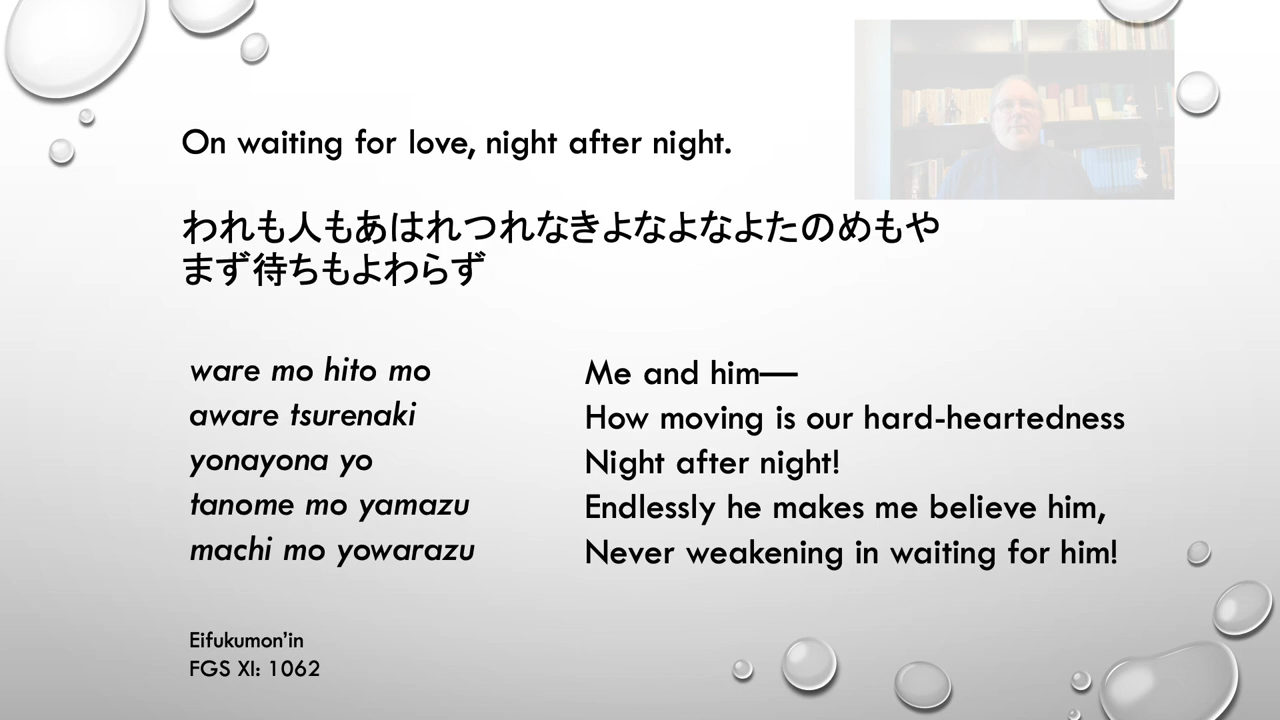 On waiting for love, night after night.
われも人もあはれつれなきよなよなよたのめもや
まず待ちもよわらず
ware mo hito mo
aware tsurenaki
yonayona yo
tanome mo yamazu
machi mo yowarazu
Me and him—
How moving is our hard-heartedness
Night after night!
Endlessly he makes me believe him,
Never weakening in waiting for him!
Eifukumon’in
FGS XI: 1062